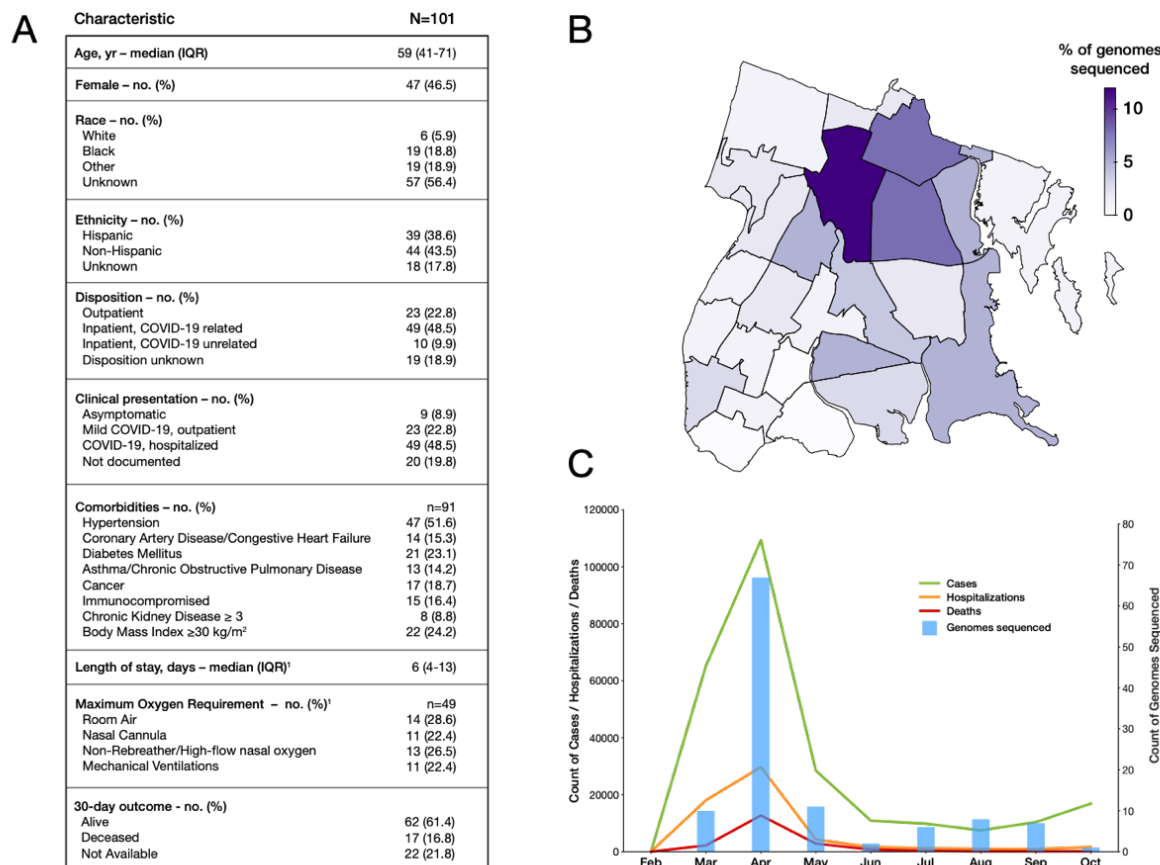 A
Characteristic N=101
Age, yr – median (IQR) 59 (41-71)
Female – no. (%) 47 (46.5)
Race – no. (%)
White 6 (5.9)
Black 19 (18.8)
Other 19 (18.9)
Unknown 57 (56.4)
Ethnicity – no. (%)
Hispanic 39 (38.6)
Non-Hispanic 44 (43.5)
Unknown 18 (17.8)
Disposition – no. (%)
Outpatient 23 (22.8)
Inpatient, COVID-19 related 49 (48.5)
Inpatient, COVID-19 unrelated 10 (9.9)
Disposition unknown 19 (18.9)
Clinical presentation – no. (%)
Asymptomatic 9 (8.9)
Mild COVID-19, outpatient 23 (22.8)
COVID-19, hospitalized 49 (48.5)
Not documented 20 (19.8)
Comorbidities – no. (%) n=91
Hypertension 47 (51.6)
Coronary Artery Disease/Congestive Heart Failure 14 (15.3)
Diabetes Mellitus 21 (23.1)
Asthma/Chronic Obstructive Pulmonary Disease 13 (14.2)
Cancer 17 (18.7)
Immunocompromised 15 (16.4)
Chronic Kidney Disease ≥ 3 8 (8.8)
Body Mass Index ≥30 kg/m² 22 (24.2)
Length of stay, days – median (IQR)¹ 6 (4-13)
Maximum Oxygen Requirement – no. (%)¹ n=49
Room Air 14 (28.6)
Nasal Cannula 11 (22.4)
Non-Rebreather/High-flow nasal oxygen 13 (26.5)
Mechanical Ventilations 11 (22.4)
30-day outcome - no. (%)
Alive 62 (61.4)
Deceased 17 (16.8)
Not Available 22 (21.8)
B
% of genomes
sequenced
10
5
0
C
Count of Cases / Hospitalizations / Deaths
120000
100000
80000
60000
40000
20000
0
Cases
Hospitalizations
Deaths
Genomes sequenced
80
70
60
50
40
30
20
10
0
Count of Genomes Sequenced
Feb Mar Apr May Jun Jul Aug Sep Oct